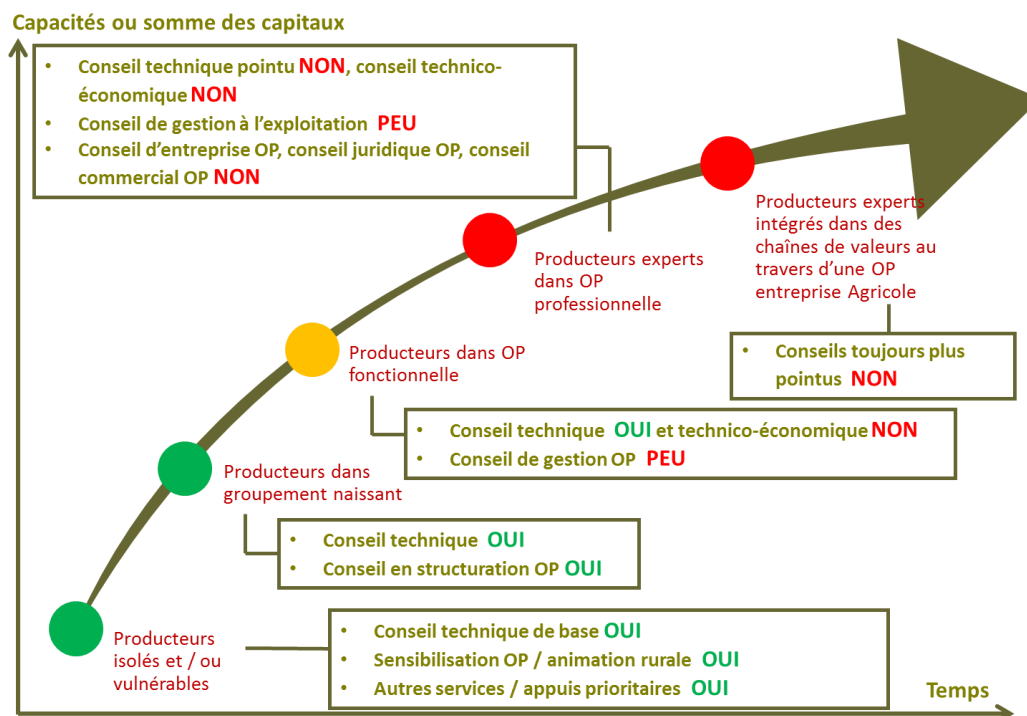 Capacités ou somme des capitaux
• Conseil technique pointu NON, conseil technico-
économique NON
• Conseil de gestion à l'exploitation PEU
• Conseil d'entreprise OP, conseil juridique OP, conseil
commercial OP NON
Producteurs experts
intégrés dans des
chaînes de valeurs au
travers d'une OP
entreprise Agricole
Producteurs experts
dans OP
professionnelle
• Conseils toujours plus
pointus NON
Producteurs dans OP
fonctionnelle
• Conseil technique OUI et technico-économique NON
• Conseil de gestion OP PEU
Producteurs dans
groupement naissant
• Conseil technique OUI
• Conseil en structuration OP OUI
Producteurs
isolés et / ou
vulnérables
• Conseil technique de base OUI
• Sensibilisation OP / animation rurale OUI
• Autres services / appuis prioritaires OUI
Temps